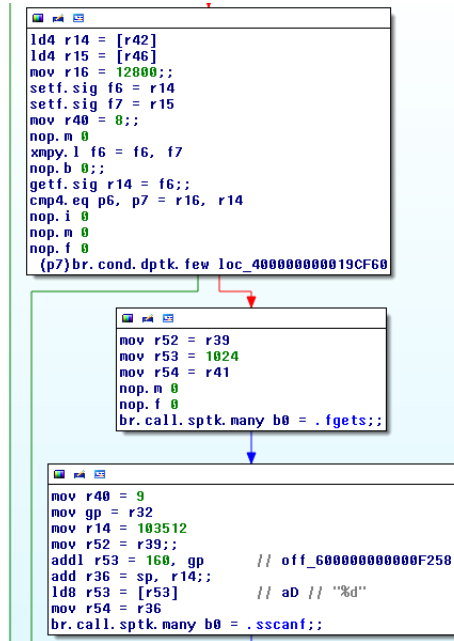 ld4 r14 = [r42]
ld4 r15 = [r46]
mov r16 = 12800;;
setf.sig f6 = r14
setf.sig f7 = r15
mov r40 = 8;;
nop.m 0
xmpy.l f6 = f6, f7
nop.b 0;;
getf.sig r14 = f6;;
cmp4.eq p6, p7 = r16, r14
nop.i 0
nop.m 0
nop.f 0
(p7)br.cond.dptk.few loc_400000000019CF60
mov r52 = r39
mov r53 = 1024
mov r54 = r41
nop.m 0
nop.f 0
br.call.sptk.many b0 = .fgets;;
mov r40 = 9
mov gp = r32
mov r14 = 103512
mov r52 = r39;;
addl r53 = 160, gp // off_600000000000F258
add r36 = sp, r14;;
ld8 r53 = [r53] // aD // "%d"
mov r54 = r36
br.call.sptk.many b0 = .sscanf;;